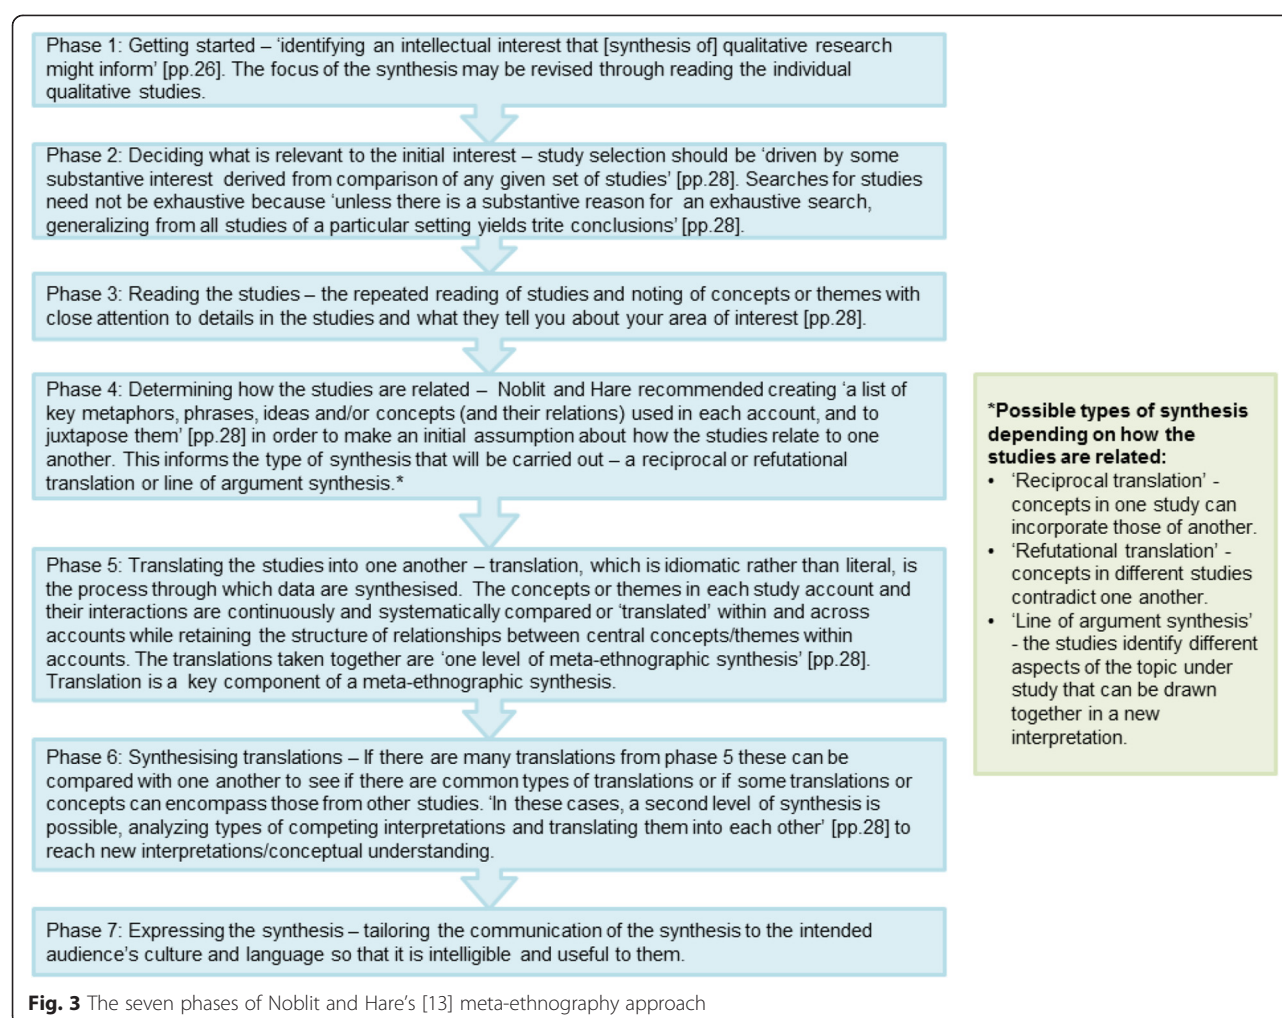 Phase 1: Getting started – ‘identifying an intellectual interest that [synthesis of] qualitative research
might inform’ [pp.26]. The focus of the synthesis may be revised through reading the individual
qualitative studies.
Phase 2: Deciding what is relevant to the initial interest – study selection should be ‘driven by some
substantive interest derived from comparison of any given set of studies’ [pp.28]. Searches for studies
need not be exhaustive because ‘unless there is a substantive reason for an exhaustive search,
generalizing from all studies of a particular setting yields trite conclusions’ [pp.28].
Phase 3: Reading the studies – the repeated reading of studies and noting of concepts or themes with
close attention to details in the studies and what they tell you about your area of interest [pp.28].
Phase 4: Determining how the studies are related – Noblit and Hare recommended creating ‘a list of
key metaphors, phrases, ideas and/or concepts (and their relations) used in each account, and to
juxtapose them’ [pp.28] in order to make an initial assumption about how the studies relate to one
another. This informs the type of synthesis that will be carried out – a reciprocal or refutational
translation or line of argument synthesis.*
*Possible types of synthesis
depending on how the
studies are related:
• ‘Reciprocal translation’ -
concepts in one study can
incorporate those of another.
• ‘Refutational translation’ -
concepts in different studies
contradict one another.
• ‘Line of argument synthesis’
- the studies identify different
aspects of the topic under
study that can be drawn
together in a new
interpretation.
Phase 5: Translating the studies into one another – translation, which is idiomatic rather than literal, is
the process through which data are synthesised. The concepts or themes in each study account and
their interactions are continuously and systematically compared or ‘translated’ within and across
accounts while retaining the structure of relationships between central concepts/themes within
accounts. The translations taken together are ‘one level of meta-ethnographic synthesis’ [pp.28].
Translation is a key component of a meta-ethnographic synthesis.
Phase 6: Synthesising translations – If there are many translations from phase 5 these can be
compared with one another to see if there are common types of translations or if some translations or
concepts can encompass those from other studies. ‘In these cases, a second level of synthesis is
possible, analyzing types of competing interpretations and translating them into each other’ [pp.28] to
reach new interpretations/conceptual understanding.
Phase 7: Expressing the synthesis – tailoring the communication of the synthesis to the intended
audience’s culture and language so that it is intelligible and useful to them.
Fig. 3 The seven phases of Noblit and Hare’s [13] meta-ethnography approach